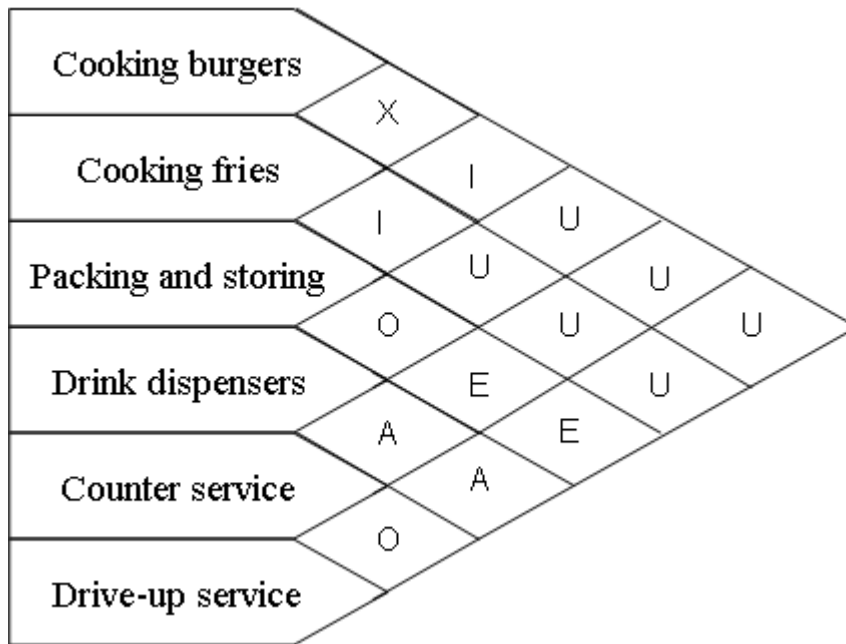 Cooking burgers
X
Cooking fries
I
I
U
Packing and storing
U
U
O
U
U
Drink dispensers
E
U
A
E
Counter service
A
O
Drive-up service